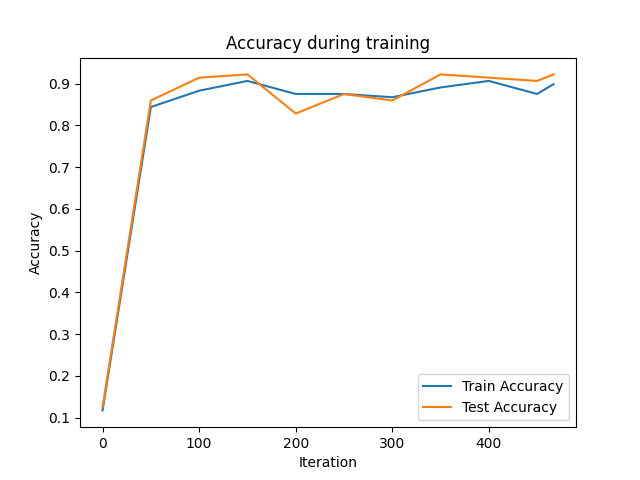 Accuracy during training
0.9
0.8
0.7
0.6
0.5
0.4
0.3
0.2
0.1
Accuracy
0 100 200 300 400
Iteration
Train Accuracy
Test Accuracy